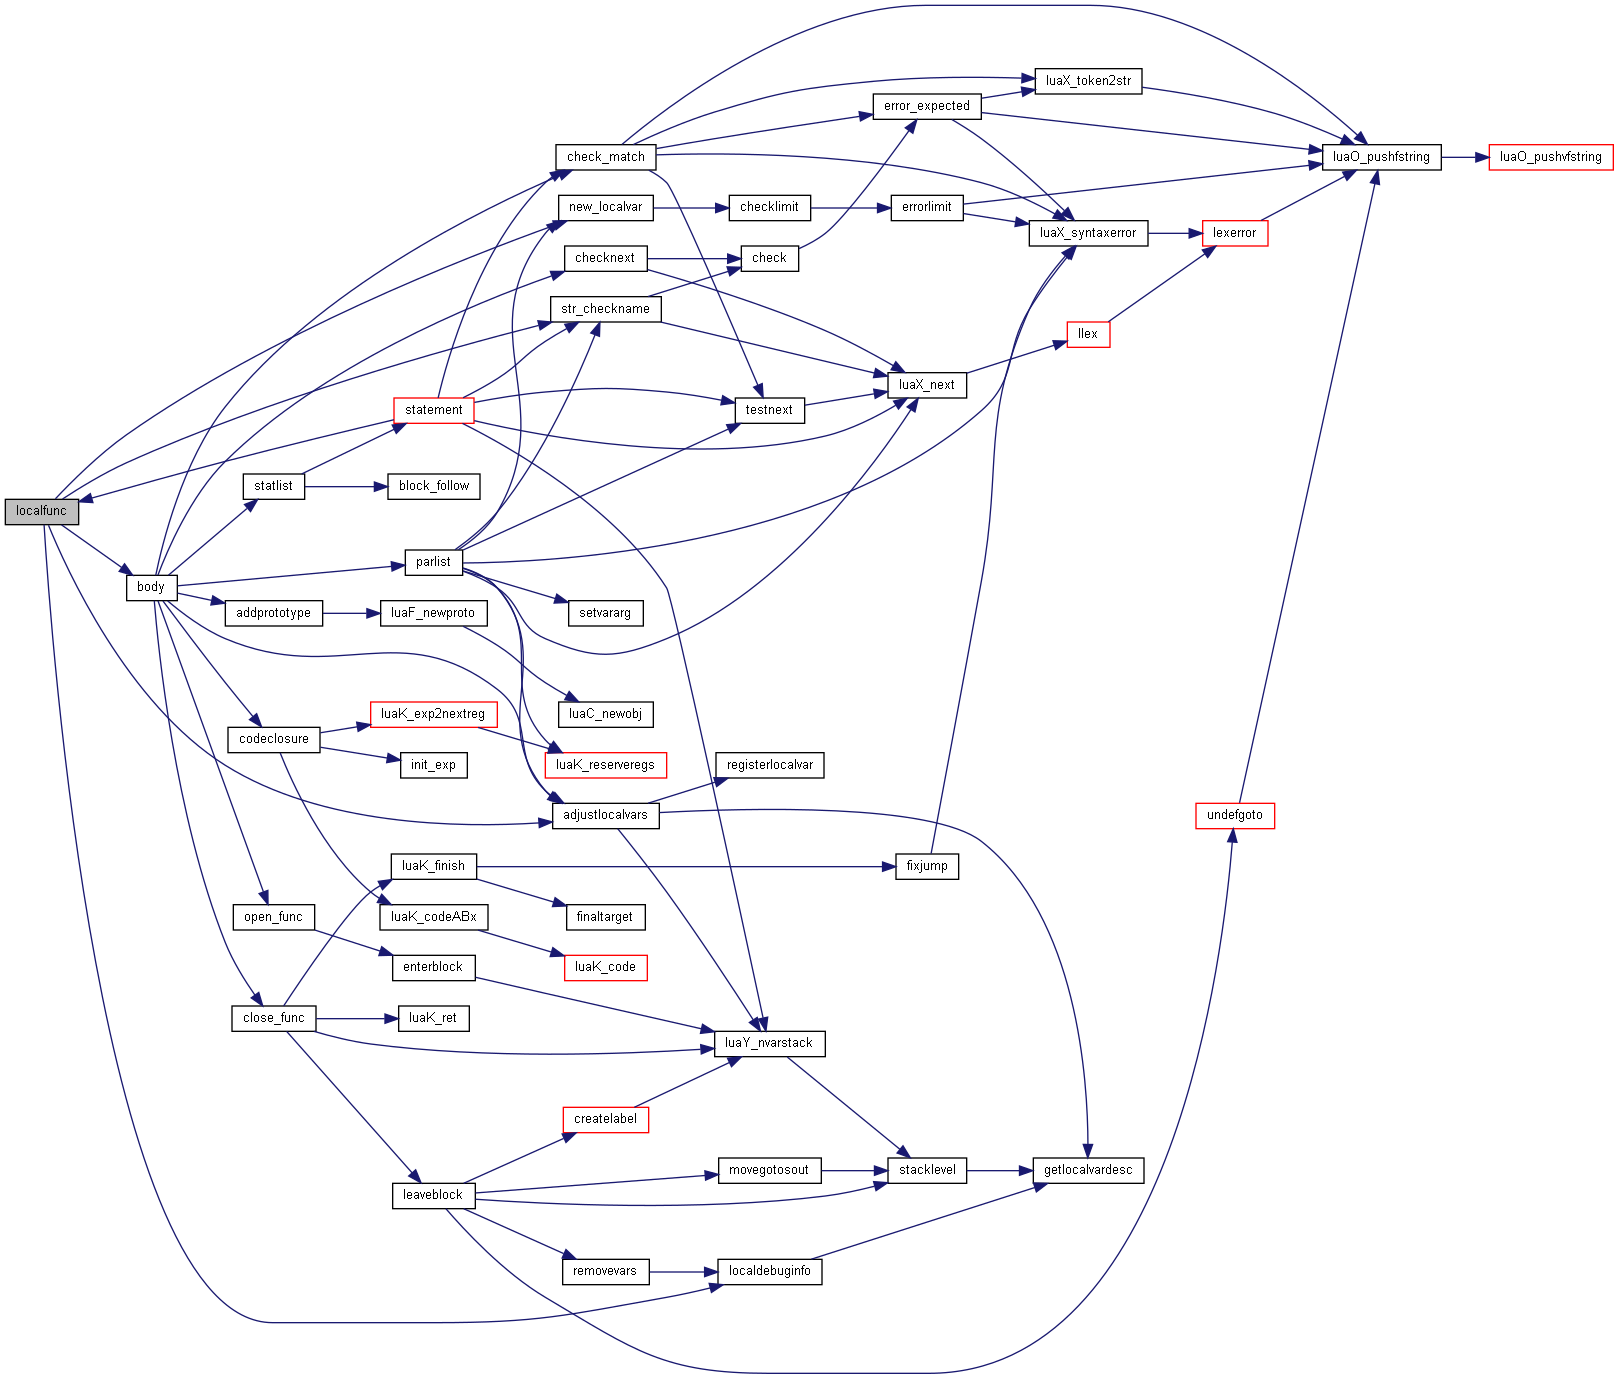 luaX_token2str
error_expected
check_match
luaO_pushfstring
luaO_pushvfstring
new_localvar
checklimit
errorlimit
luaX_syntaxerror
lexerror
checknext
check
str_checkname
llex
luaX_next
statement
testnext
statlist
block_follow
localfunc
parlist
body
addprototype
luaF_newproto
setvararg
luaK_exp2nextreg
luaC_newobj
codeclosure
init_exp
luaK_reserveregs
registerlocalvar
adjustlocalvars
undefgoto
luaK_finish
fixjump
open_func
luaK_codeABx
finaltarget
enterblock
luaK_code
close_func
luaK_ret
luaY_nvarstack
createlabel
movegotosout
stacklevel
getlocalvardesc
leaveblock
removevars
localdebuginfo